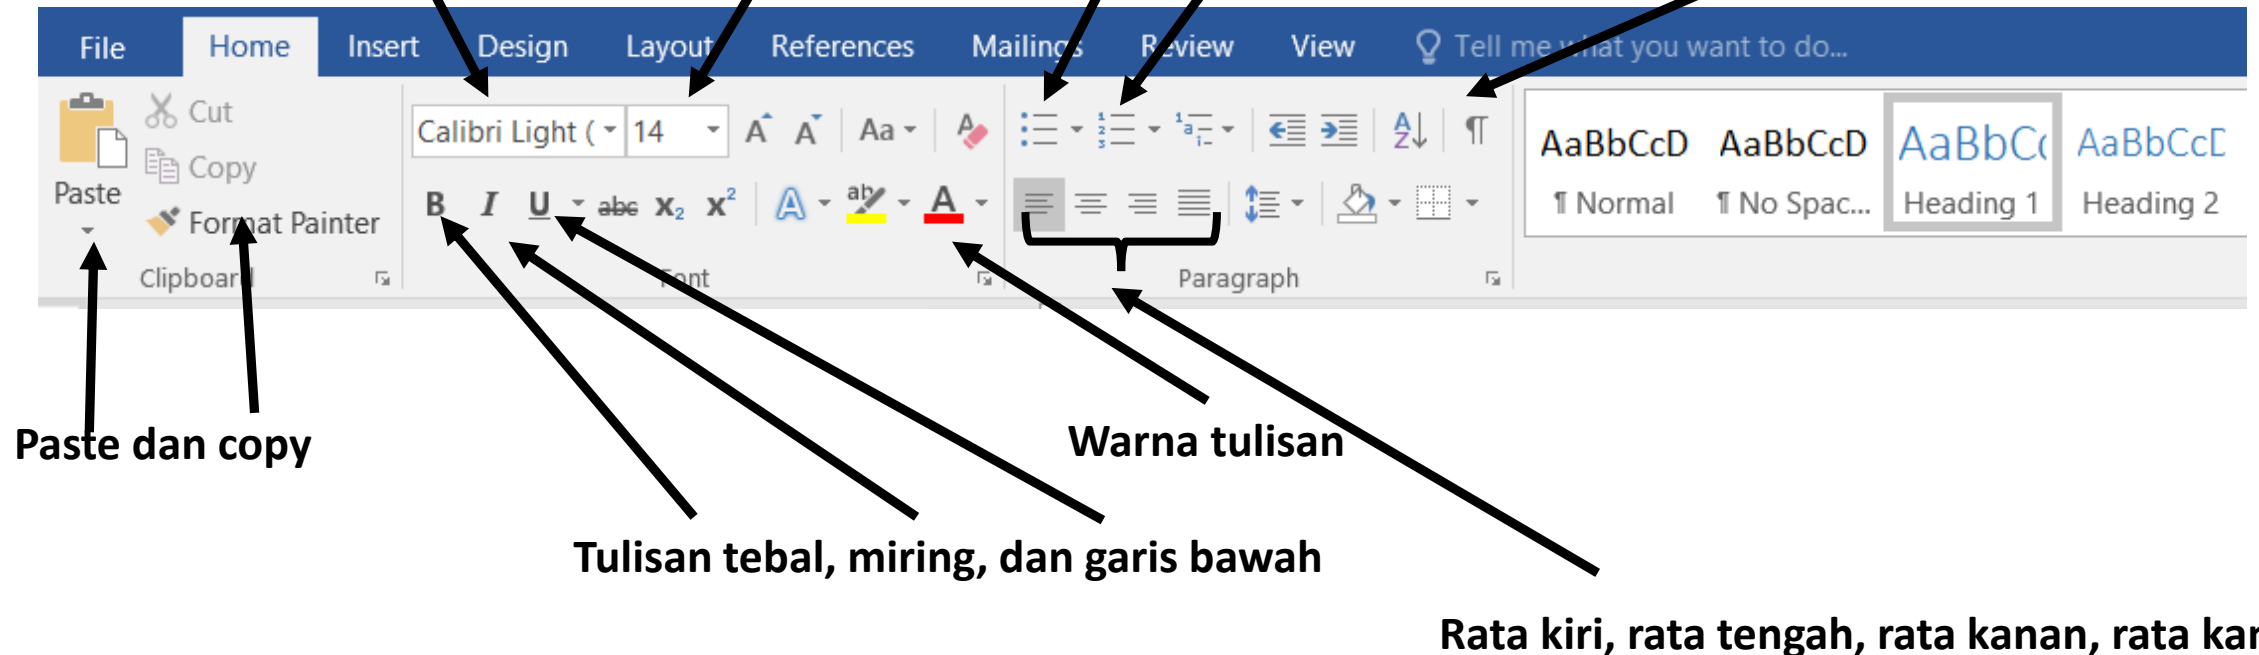 File Home Insert Design Layout References Mailings Review View Tell me what you want to do...
Cut
Copy
Paste
Format Painter
Clipboard
Calibri Light ( 14 A A Aa A
B I U abc X₂ X² A ab A
Font
Paragraph
AaBbCcD AaBbCcD AaBbC AaBbCc
¶ Normal ¶ No Spac... Heading 1 Heading 2
Paste dan copy
Warna tulisan
Tulisan tebal, miring, dan garis bawah
Rata kiri, rata tengah, rata kanan, rata